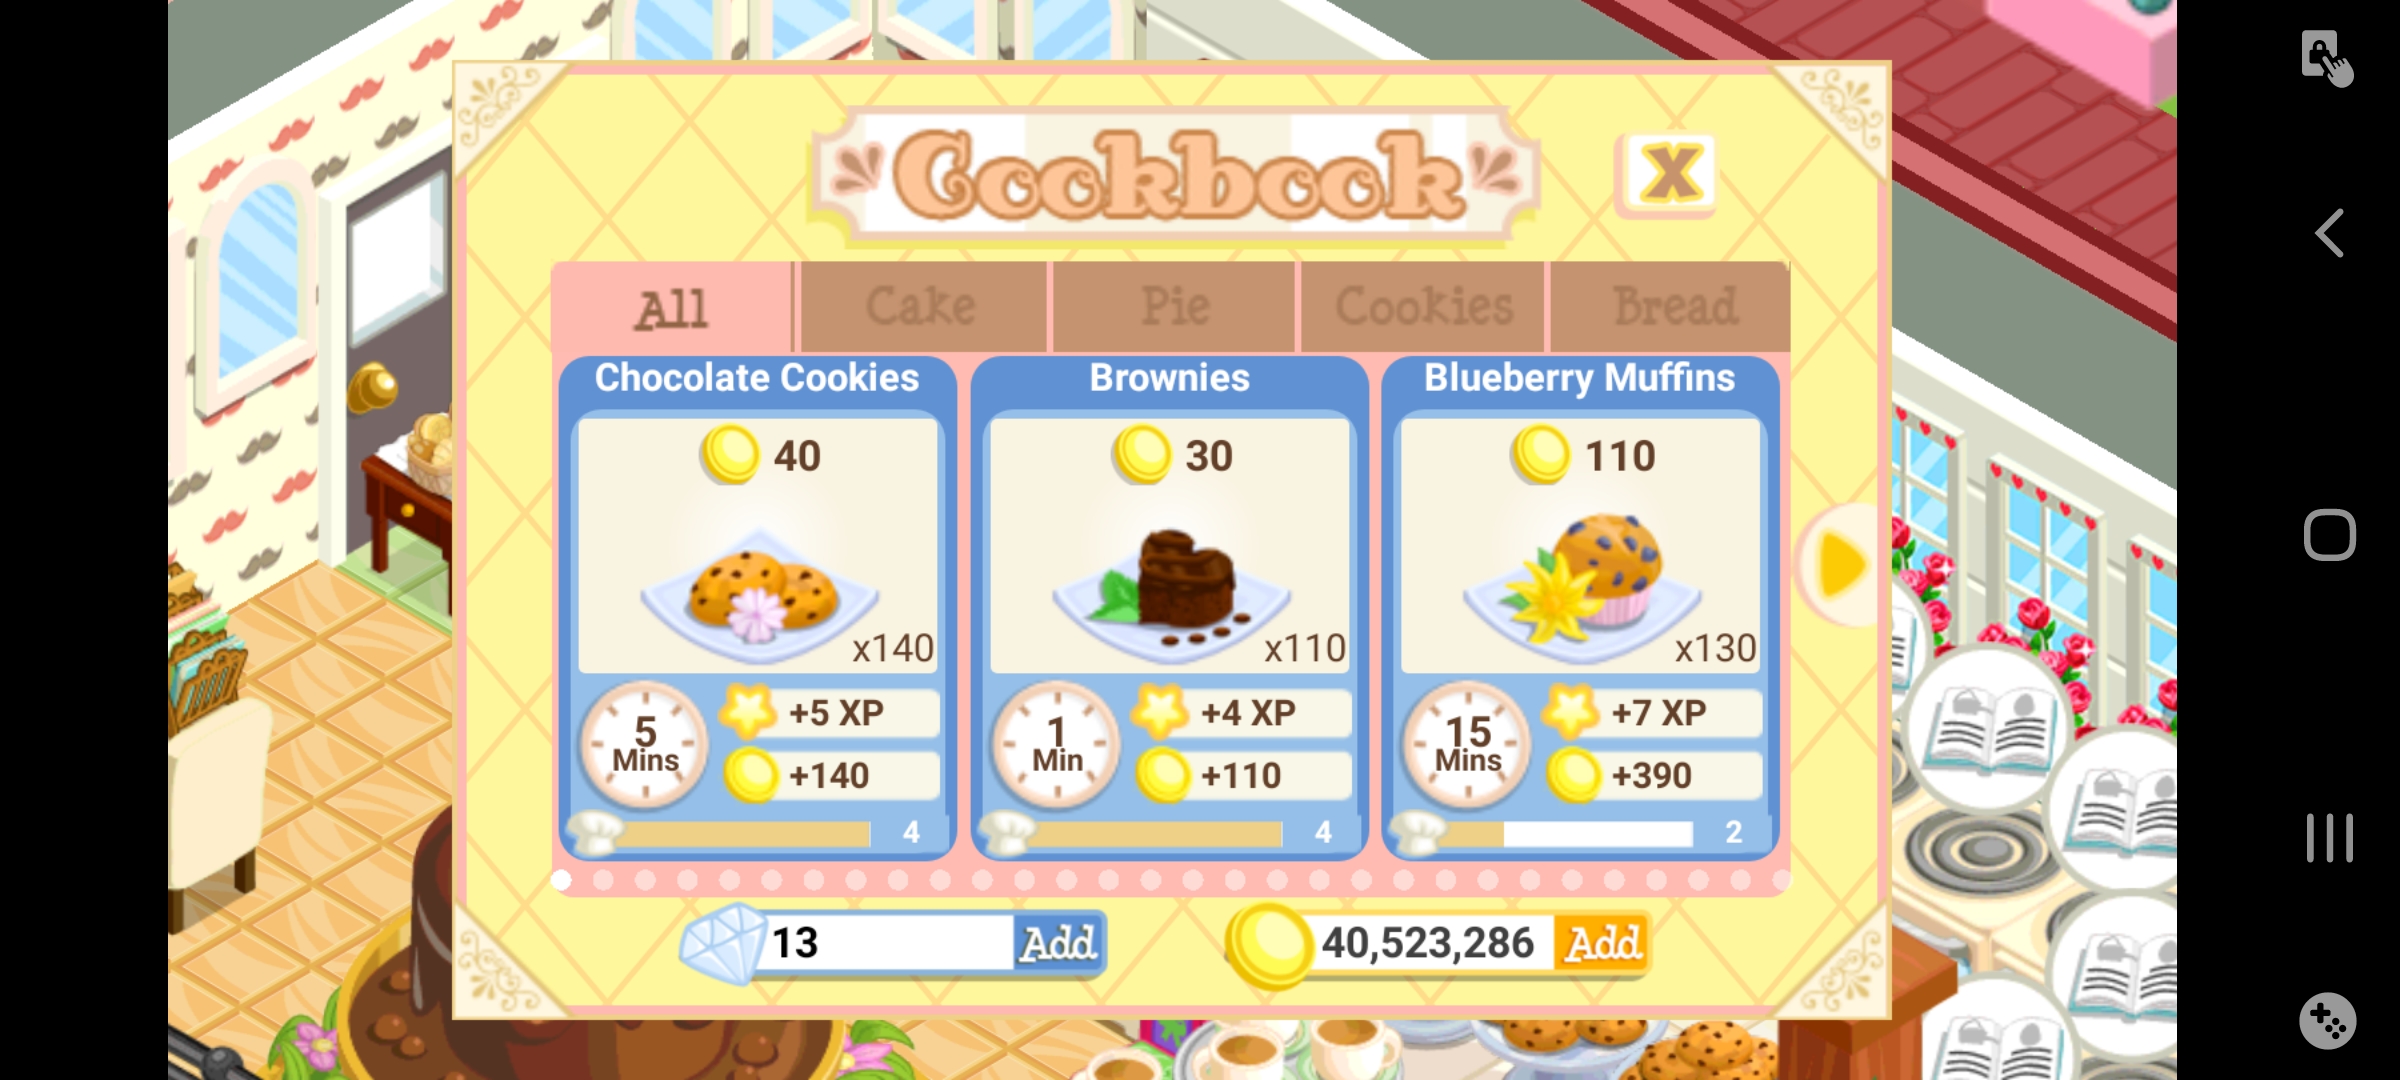 Cookbook
X
All
Cake
Pie
Cookies
Bread
Chocolate Cookies
40
x140
5
Mins
+5 XP
+140
4
Brownies
30
x110
1
Min
+4 XP
+110
4
Blueberry Muffins
110
x130
15
Mins
+7 XP
+390
2
13
Add
40,523,286
Add